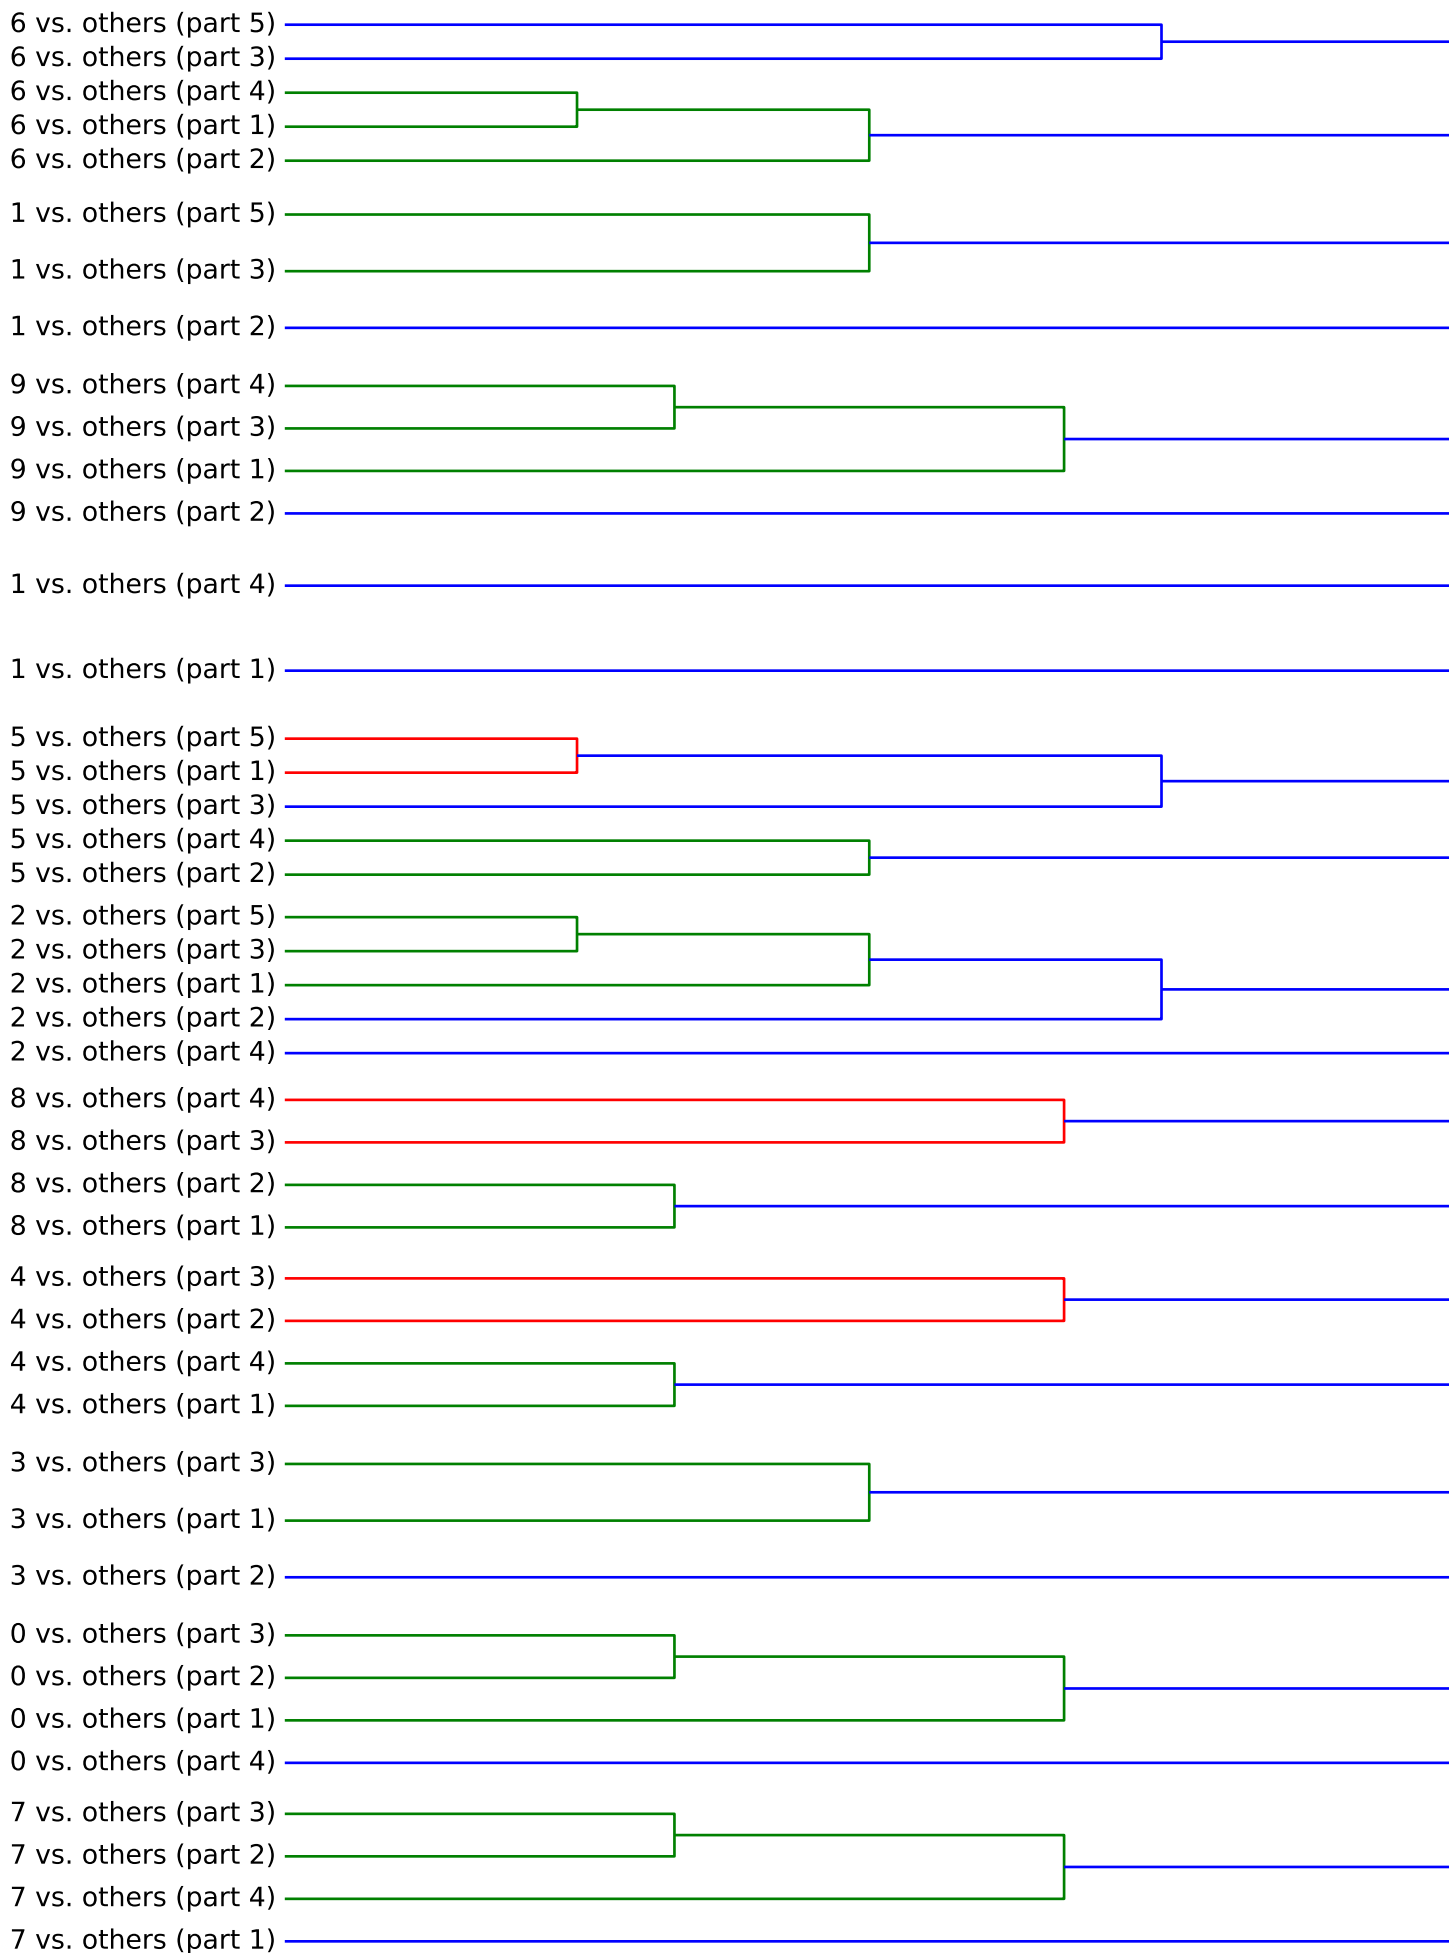 6 vs. others (part 5)
6 vs. others (part 3)
6 vs. others (part 4)
6 vs. others (part 1)
6 vs. others (part 2)
1 vs. others (part 5)
1 vs. others (part 3)
1 vs. others (part 2)
9 vs. others (part 4)
9 vs. others (part 3)
9 vs. others (part 1)
9 vs. others (part 2)
1 vs. others (part 4)
1 vs. others (part 1)
5 vs. others (part 5)
5 vs. others (part 1)
5 vs. others (part 3)
5 vs. others (part 4)
5 vs. others (part 2)
2 vs. others (part 5)
2 vs. others (part 3)
2 vs. others (part 1)
2 vs. others (part 2)
2 vs. others (part 4)
8 vs. others (part 4)
8 vs. others (part 3)
8 vs. others (part 2)
8 vs. others (part 1)
4 vs. others (part 3)
4 vs. others (part 2)
4 vs. others (part 4)
4 vs. others (part 1)
3 vs. others (part 3)
3 vs. others (part 1)
3 vs. others (part 2)
0 vs. others (part 3)
0 vs. others (part 2)
0 vs. others (part 1)
0 vs. others (part 4)
7 vs. others (part 3)
7 vs. others (part 2)
7 vs. others (part 4)
7 vs. others (part 1)